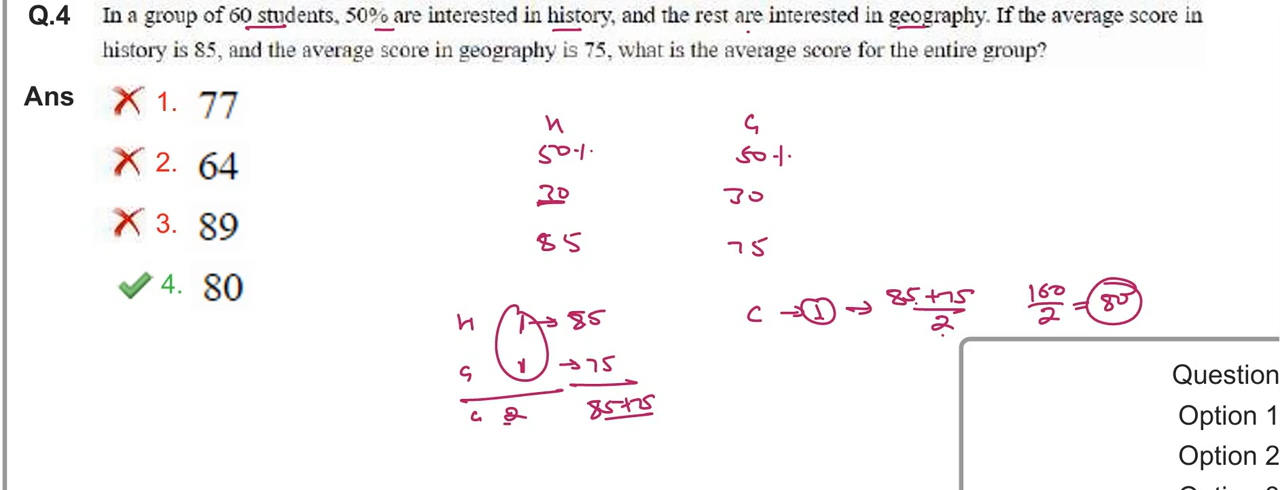 Q.4 In a group of 60 students, 50% are interested in history, and the rest are interested in geography. If the average score in
history is 85, and the average score in geography is 75, what is the average score for the entire group?
Ans 1. 77
2. 64
3. 89
4. 80
H G
50% 50%
30 30
85 75
H 1 → 85
G 1 → 75
G 2 85+75
C → 1 → 85+75/2 160/2 = 80
Question
Option 1
Option 2